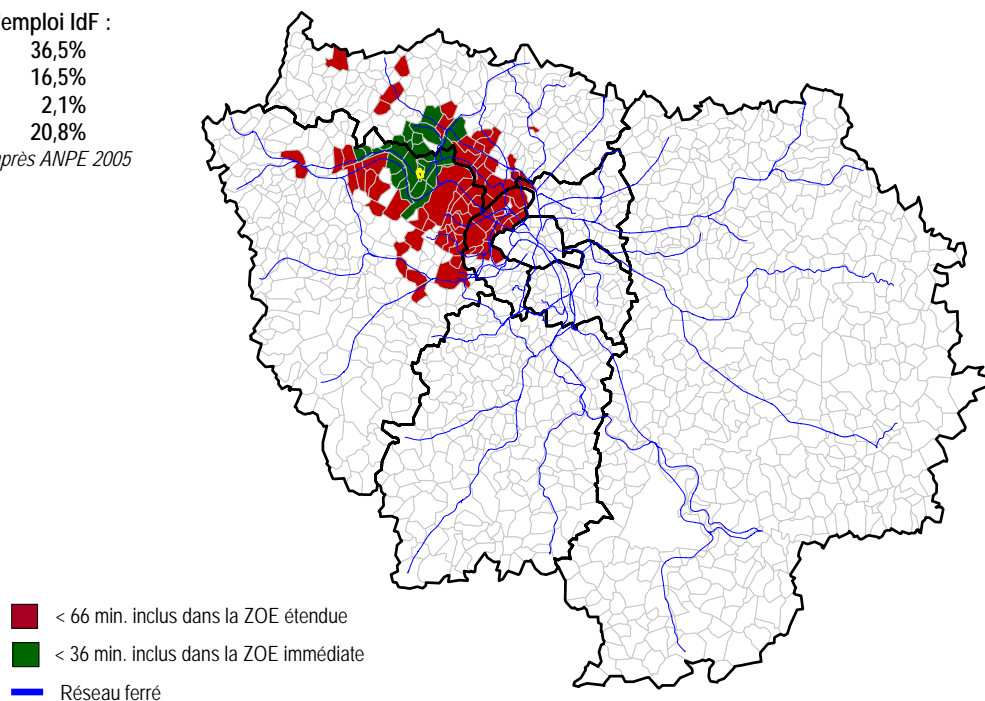 emploi IdF :
36,5%
16,5%
2,1%
20,8%
après ANPE 2005
< 66 min. inclus dans la ZOE étendue
< 36 min. inclus dans la ZOE immédiate
Réseau ferré